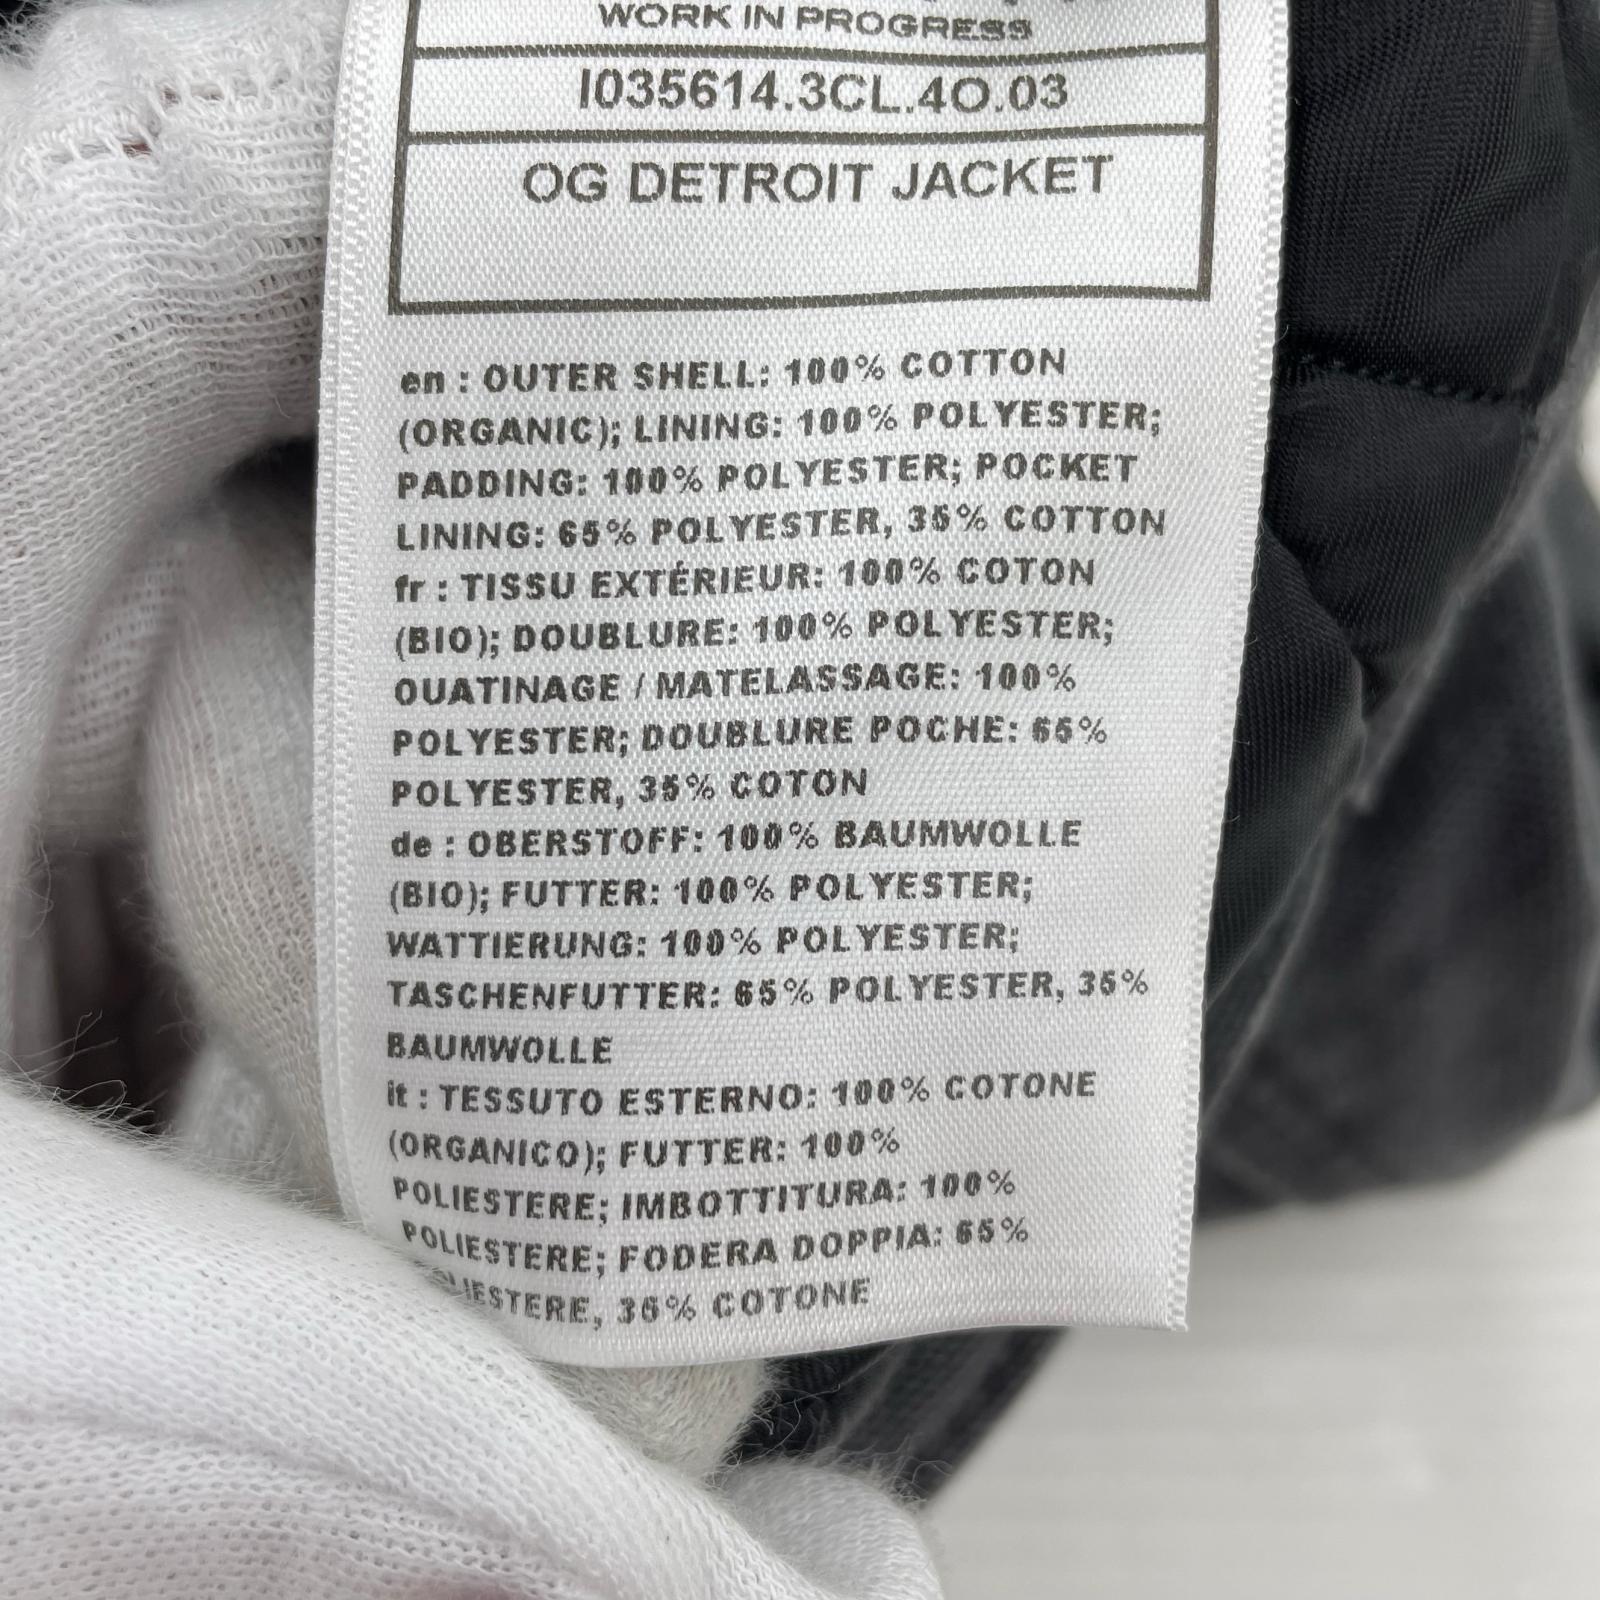 WORK IN PROGRESS
I035614.3CL.4O.03
OG DETROIT JACKET
en : OUTER SHELL: 100% COTTON
(ORGANIC); LINING: 100% POLYESTER;
PADDING: 100% POLYESTER; POCKET
LINING: 65% POLYESTER, 35% COTTON
fr : TISSU EXTÉRIEUR: 100% COTON
(BIO); DOUBLURE: 100% POLYESTER;
OUATINAGE / MATELASSAGE: 100%
POLYESTER; DOUBLURE POCHE: 65%
POLYESTER, 35% COTON
de : OBERSTOFF: 100% BAUMWOLLE
(BIO); FUTTER: 100% POLYESTER;
WATTIERUNG: 100% POLYESTER;
TASCHENFUTTER: 65% POLYESTER, 35%
BAUMWOLLE
it : TESSUTO ESTERNO: 100% COTONE
(ORGANICO); FUTTER: 100%
POLIESTERE; IMBOTTITURA: 100%
POLIESTERE; FODERA DOPPIA: 65%
POLIESTERE, 35% COTONE